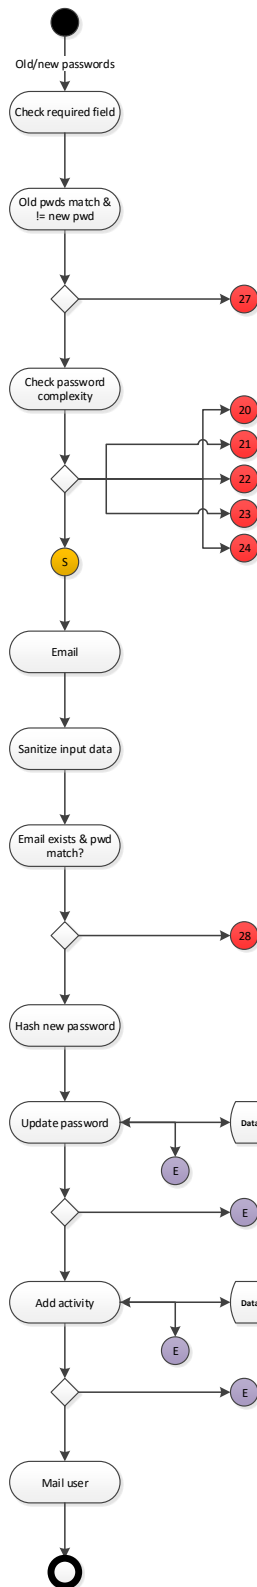 Old/new passwords
Check required field
Old pwds match &
!= new pwd
27
Check password
complexity
20
21
22
23
24
S
Email
Sanitize input data
Email exists & pwd
match?
28
Hash new password
Update password
Data
E
E
Add activity
Data
E
E
Mail user